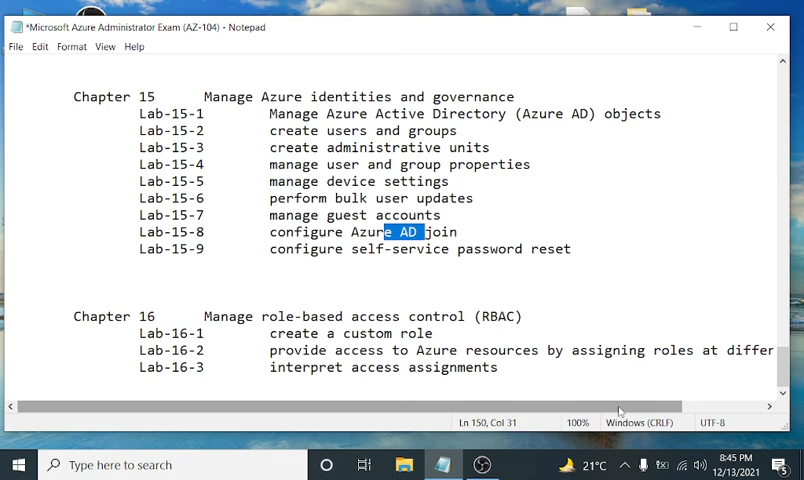 *Microsoft Azure Administrator Exam (AZ-104) - Notepad
File Edit Format View Help
Chapter 15 Manage Azure identities and governance
Lab-15-1 Manage Azure Active Directory (Azure AD) objects
Lab-15-2 create users and groups
Lab-15-3 create administrative units
Lab-15-4 manage user and group properties
Lab-15-5 manage device settings
Lab-15-6 perform bulk user updates
Lab-15-7 manage guest accounts
Lab-15-8 configure Azure AD join
Lab-15-9 configure self-service password reset
Chapter 16 Manage role-based access control (RBAC)
Lab-16-1 create a custom role
Lab-16-2 provide access to Azure resources by assigning roles at differ
Lab-16-3 interpret access assignments
Ln 150, Col 31 100% Windows (CRLF) UTF-8
Type here to search 21°C 8:45 PM
12/13/2021 5